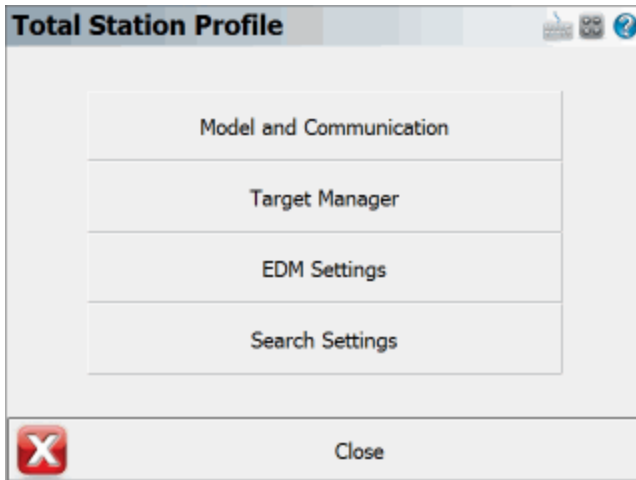 Total Station Profile
Model and Communication
Target Manager
EDM Settings
Search Settings
Close